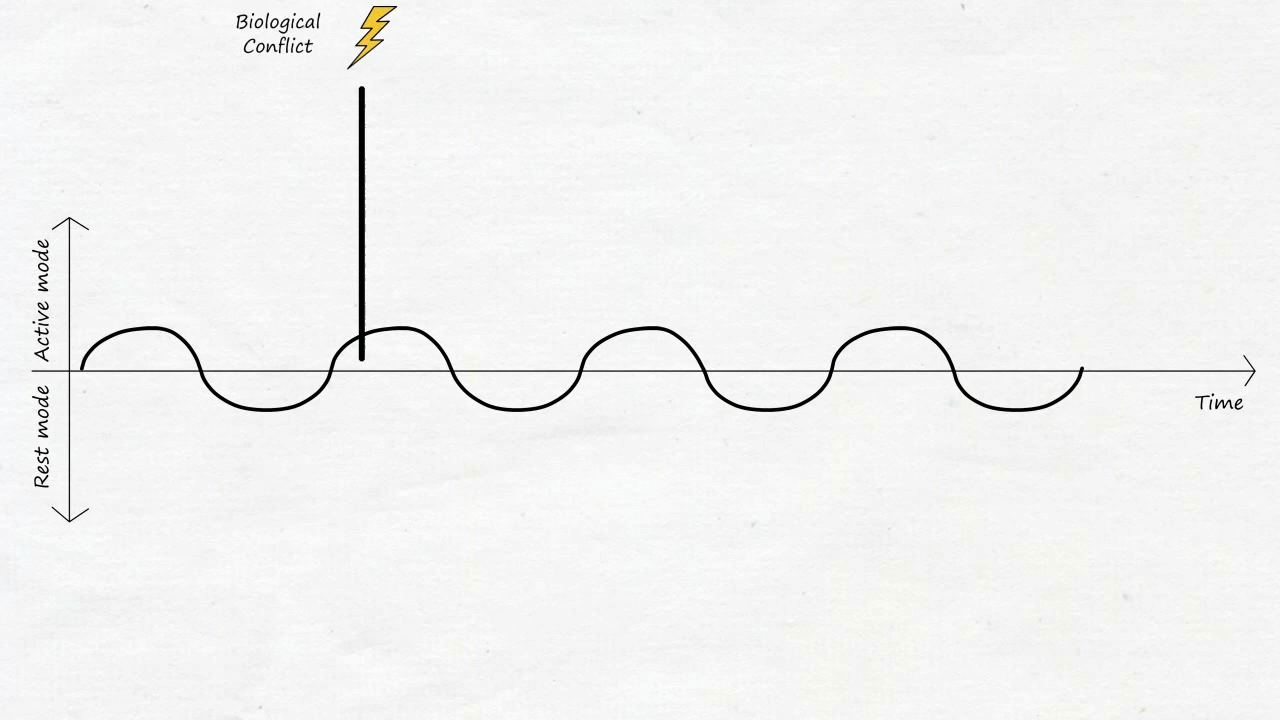 Biological
Conflict
Active mode
Rest mode
Time